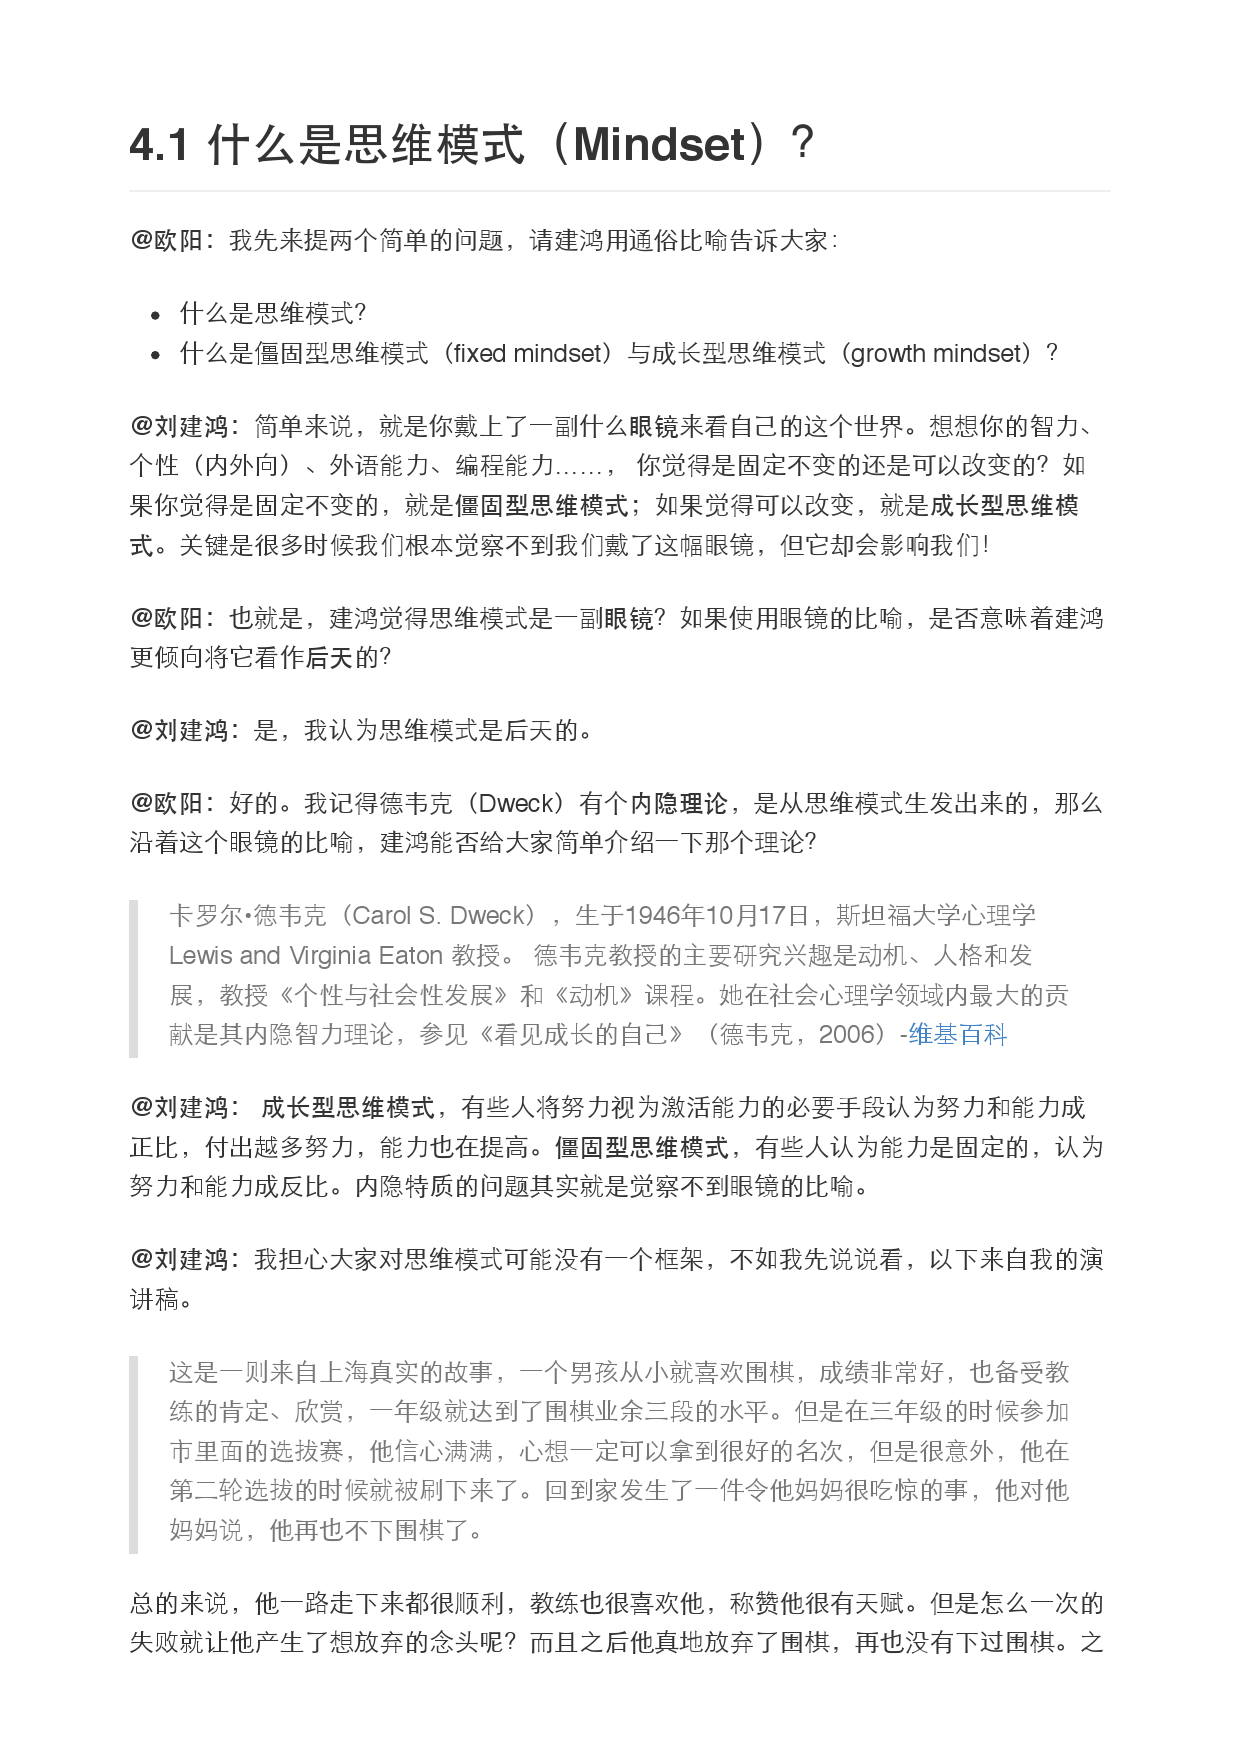 4.1 什么是思维模式（Mindset）？
@欧阳：我先来提两个简单的问题，请建鸿用通俗比喻告诉大家：
• 什么是思维模式？
• 什么是僵固型思维模式（fixed mindset）与成长型思维模式（growth mindset）？
@刘建鸿：简单来说，就是你戴上了一副什么眼镜来看自己的这个世界。想想你的智力、
个性（内外向）、外语能力、编程能力……， 你觉得是固定不变的还是可以改变的？如
果你觉得是固定不变的，就是僵固型思维模式；如果觉得可以改变，就是成长型思维模
式。关键是很多时候我们根本觉察不到我们戴了这幅眼镜，但它却会影响我们！
@欧阳：也就是，建鸿觉得思维模式是一副眼镜？如果使用眼镜的比喻，是否意味着建鸿
更倾向将它看作后天的？
@刘建鸿：是，我认为思维模式是后天的。
@欧阳：好的。我记得德韦克（Dweck）有个内隐理论，是从思维模式生发出来的，那么
沿着这个眼镜的比喻，建鸿能否给大家简单介绍一下那个理论？
卡罗尔•德韦克（Carol S. Dweck），生于1946年10月17日，斯坦福大学心理学
Lewis and Virginia Eaton 教授。 德韦克教授的主要研究兴趣是动机、人格和发
展，教授《个性与社会性发展》和《动机》课程。她在社会心理学领域内最大的贡
献是其内隐智力理论，参见《看见成长的自己》（德韦克，2006）-维基百科
@刘建鸿： 成长型思维模式，有些人将努力视为激活能力的必要手段认为努力和能力成
正比，付出越多努力，能力也在提高。僵固型思维模式，有些人认为能力是固定的，认为
努力和能力成反比。内隐特质的问题其实就是觉察不到眼镜的比喻。
@刘建鸿：我担心大家对思维模式可能没有一个框架，不如我先说说看，以下来自我的演
讲稿。
这是一则来自上海真实的故事，一个男孩从小就喜欢围棋，成绩非常好，也备受教
练的肯定、欣赏，一年级就达到了围棋业余三段的水平。但是在三年级的时候参加
市里面的选拔赛，他信心满满，心想一定可以拿到很好的名次，但是很意外，他在
第二轮选拔的时候就被刷下来了。回到家发生了一件令他妈妈很吃惊的事，他对他
妈妈说，他再也不下围棋了。
总的来说，他一路走下来都很顺利，教练也很喜欢他，称赞他很有天赋。但是怎么一次的
失败就让他产生了想放弃的念头呢？而且之后他真地放弃了围棋，再也没有下过围棋。之